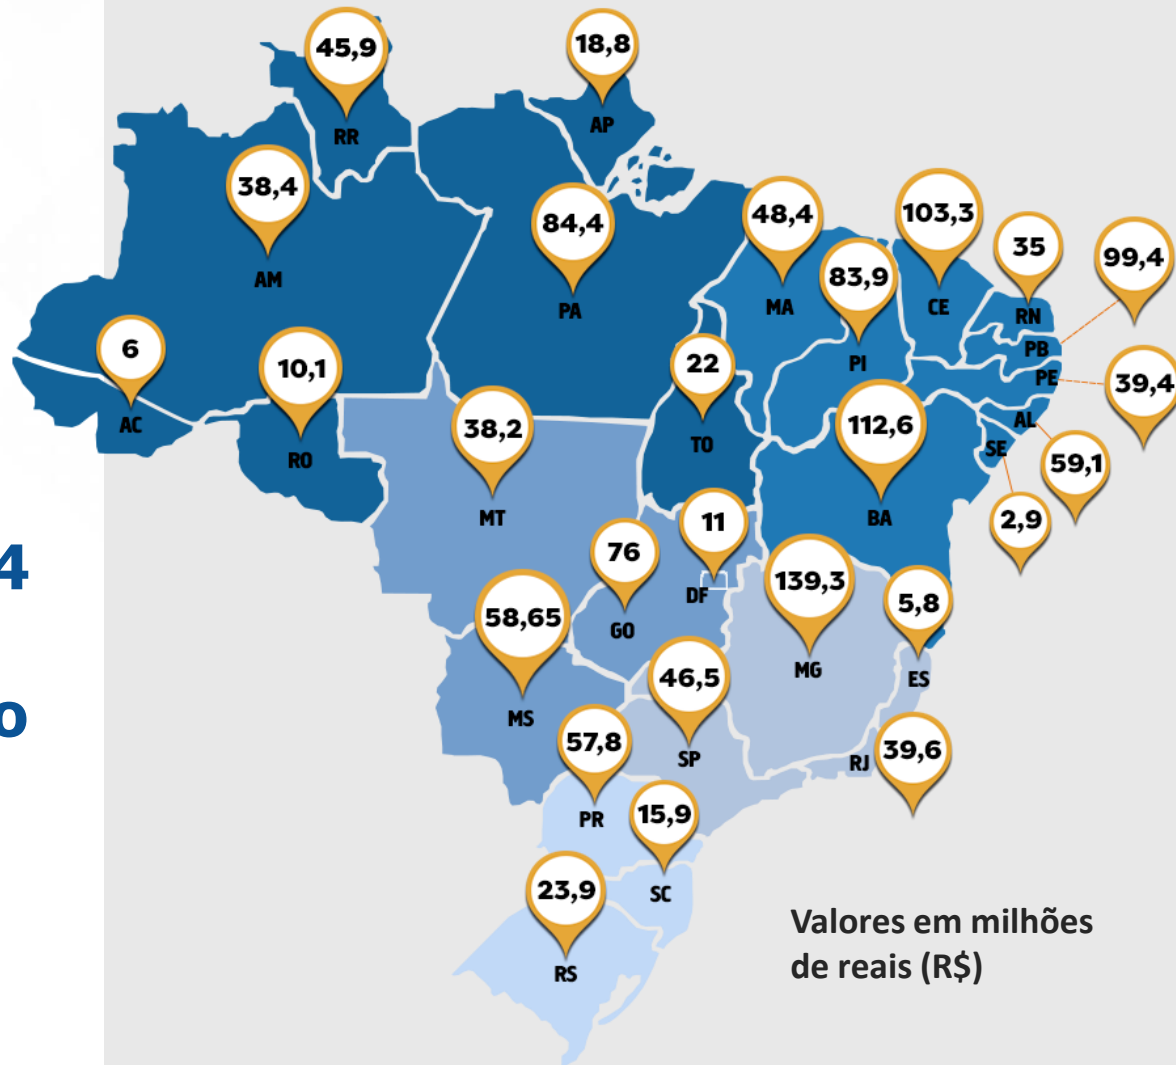 45,9
RR
18,8
AP
38,4
AM
84,4
PA
48,4
MA
83,9
PI
103,3
CE
35
RN
99,4
PB
39,4
PE
59,1
AL
2,9
SE
6
AC
10,1
RO
38,2
MT
22
TO
112,6
BA
11
DF
76
GO
139,3
MG
5,8
ES
58,65
MS
46,5
SP
39,6
RJ
57,8
PR
15,9
SC
23,9
RS
4
o
Valores em milhões
de reais (R$)